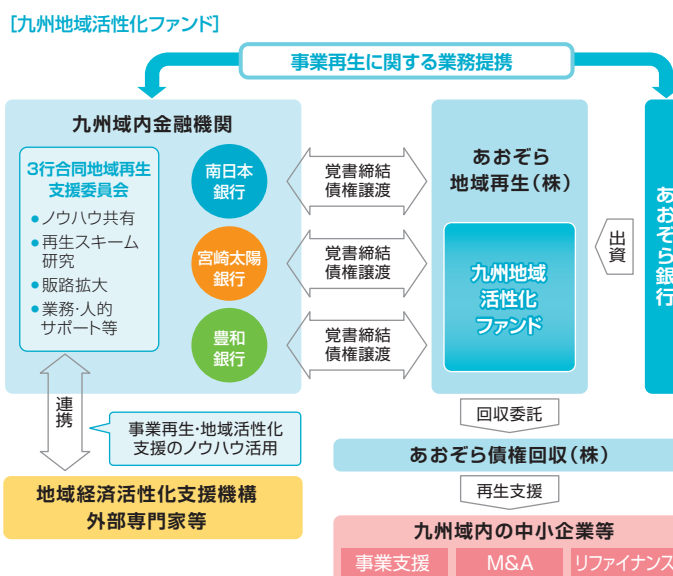 [九州地域活性化ファンド]
事業再生に関する業務提携
九州域内金融機関
3行合同地域再生
支援委員会
●ノウハウ共有
●再生スキーム
研究
●販路拡大
●業務・人的
サポート等
南日本
銀行
宮崎太陽
銀行
豊和
銀行
覚書締結
債権譲渡
覚書締結
債権譲渡
覚書締結
債権譲渡
あおぞら
地域再生(株)
九州地域
活性化
ファンド
出資
あおぞら銀行
連携
事業再生・地域活性化
支援のノウハウ活用
地域経済活性化支援機構
外部専門家等
回収委託
あおぞら債権回収(株)
再生支援
九州域内の中小企業等
事業支援
M&A
リファイナンス